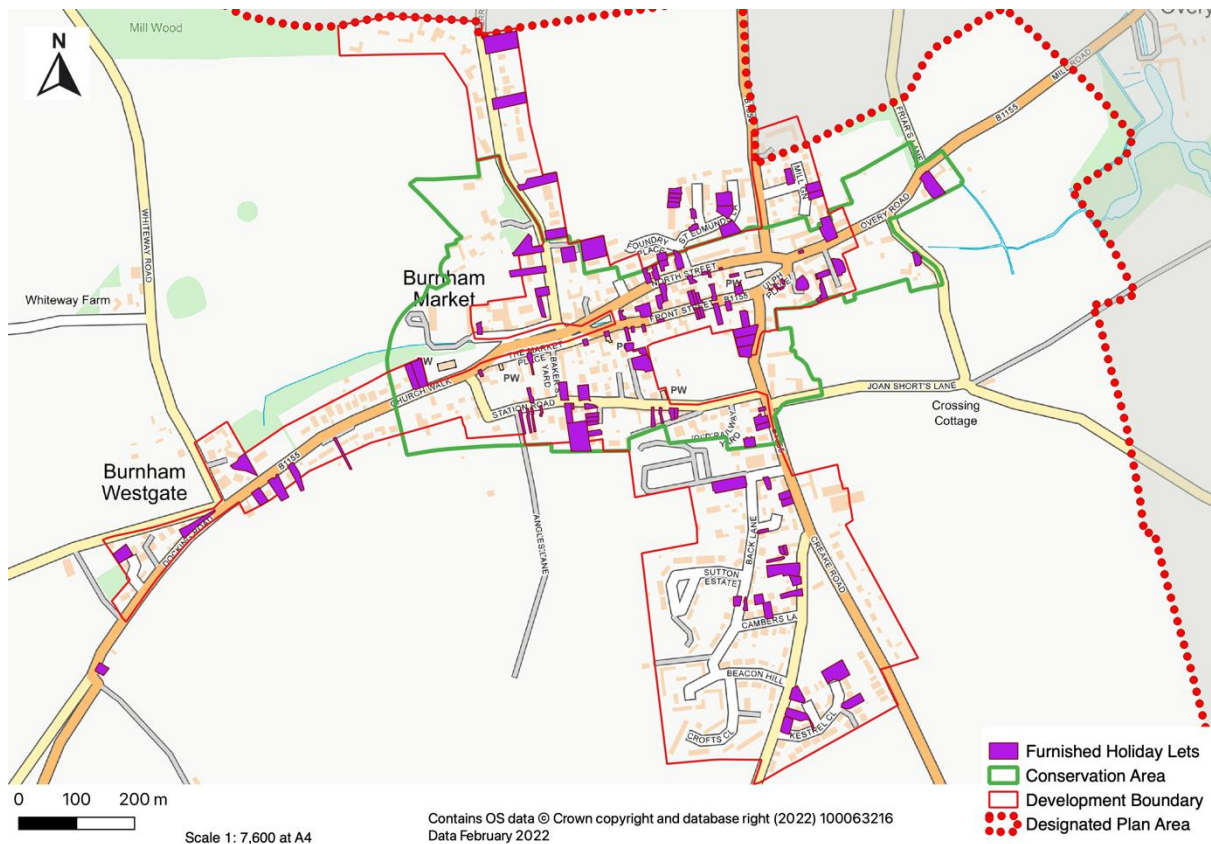 Mill Wood
N
Overy
MILL ROAD
B1155
FRIAR'S LANE
MILL GN
ST EDMUNDS LA
FOUNDRY
PLACE
OVERY ROAD
WHITEWAY ROAD
Whiteway Farm
Burnham
Market
NORTH STREET
PW
ULPH
PLACE
FRONT STREET
B1155
THE MARKET
PLACE
CHURCH WALK
PW
BAKER'S
YARD
STATION ROAD
PW
JOAN SHORT'S LANE
Crossing
Cottage
Burnham
Westgate
B1155
DOCKING ROAD
ANGLES LANE
BACK LANE
SUTTON
ESTATE
CREAKE ROAD
CAMBERS LA
BEACON HILL
CROFTS CL
KESTREL CL
Furnished Holiday Lets
Conservation Area
Development Boundary
Designated Plan Area
0 100 200 m
Scale 1: 7,600 at A4
Contains OS data © Crown copyright and database right (2022) 100063216
Data February 2022